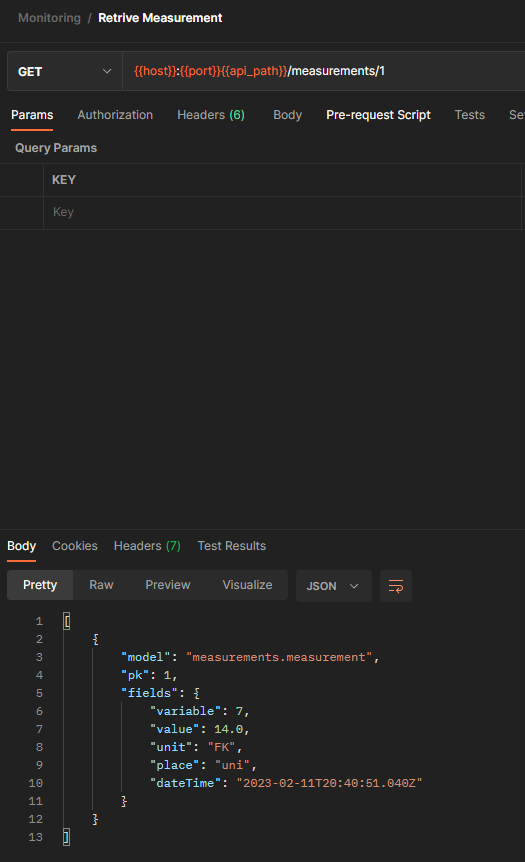 Monitoring / Retrive Measurement
GET {{host}}:{{port}}{{api_path}}/measurements/1
Params Authorization Headers (6) Body Pre-request Script Tests Se
Query Params
KEY
Key
Body Cookies Headers (7) Test Results
Pretty Raw Preview Visualize JSON
1 [
2 {
3 "model": "measurements.measurement",
4 "pk": 1,
5 "fields": {
6 "variable": 7,
7 "value": 14.0,
8 "unit": "FK",
9 "place": "uni",
10 "dateTime": "2023-02-11T20:40:51.040Z"
11 }
12 }
13 ]